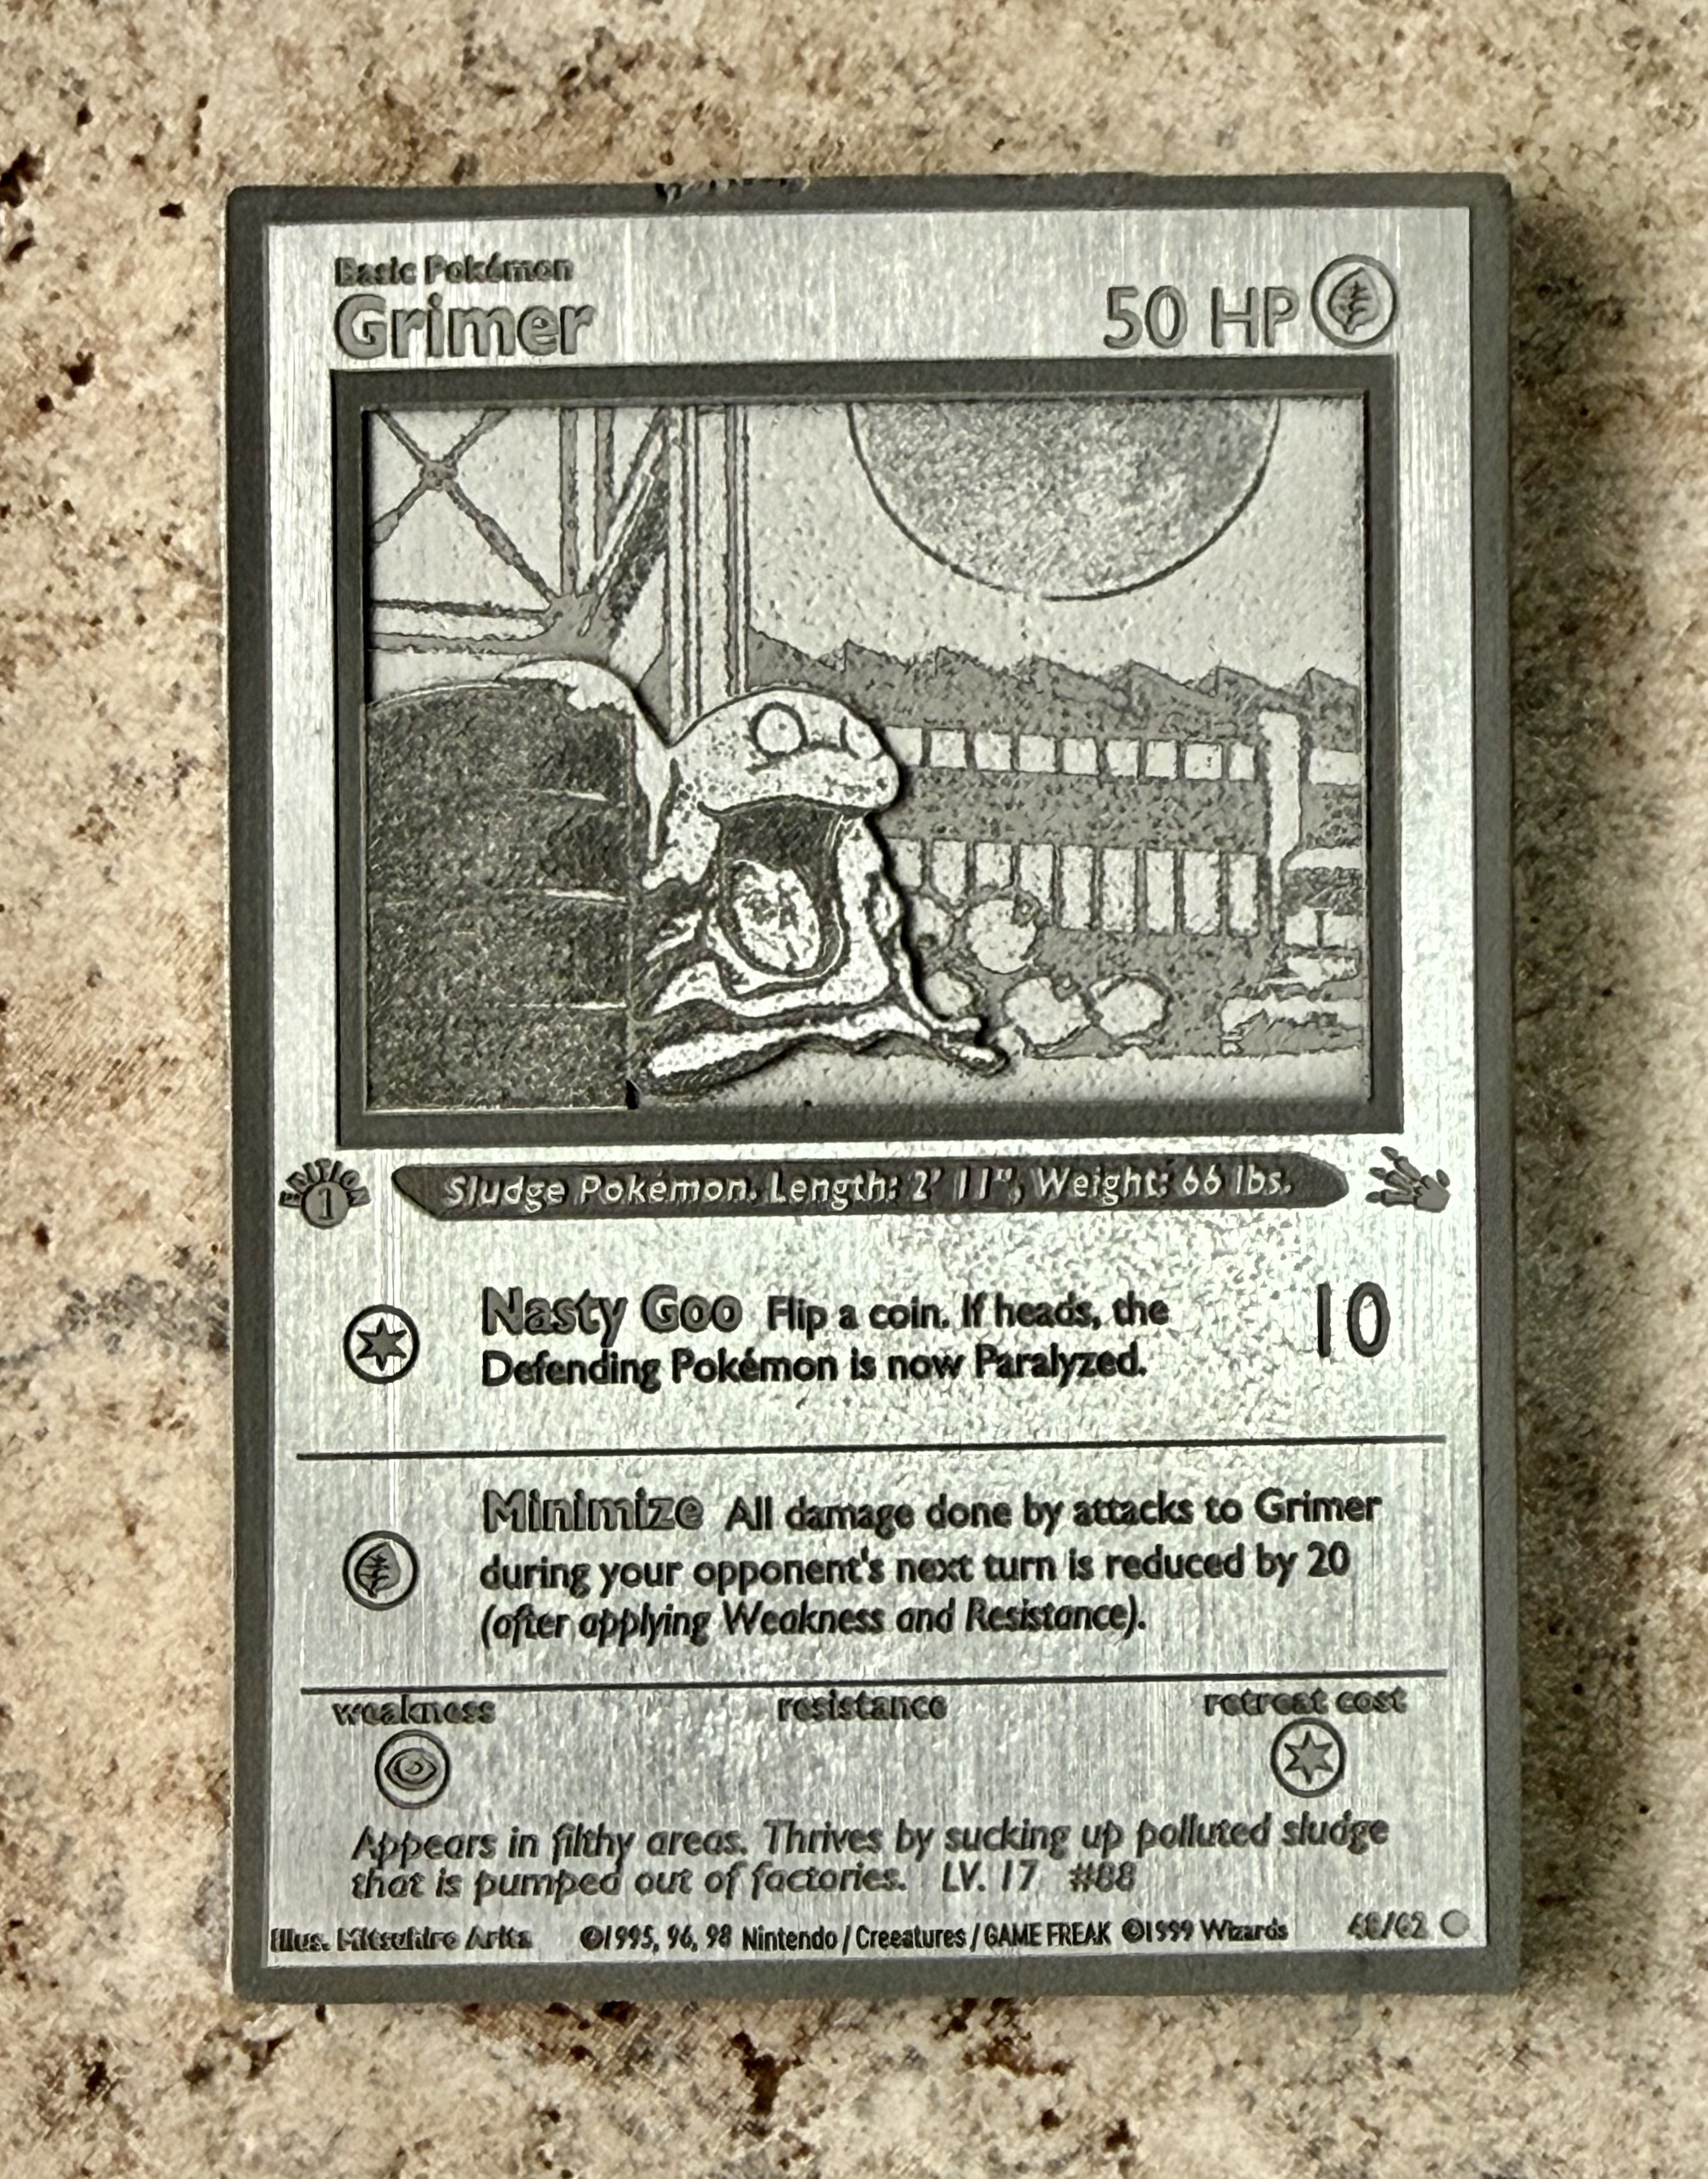 Basic Pokémon
Grimer
50 HP
EDITION
1
Sludge Pokémon. Length: 2' 11", Weight: 66 lbs.
Nasty Goo Flip a coin. If heads, the
Defending Pokémon is now Paralyzed.
10
Minimize All damage done by attacks to Grimer
during your opponent's next turn is reduced by 20
(after applying Weakness and Resistance).
weakness
resistance
retreat cost
Appears in filthy areas. Thrives by sucking up polluted sludge
that is pumped out of factories. LV. 17 #88
Illus. Mitsuhiro Arita
©1995, 96, 98 Nintendo / Creeatures / GAME FREAK ©1999 Wizards
48/62